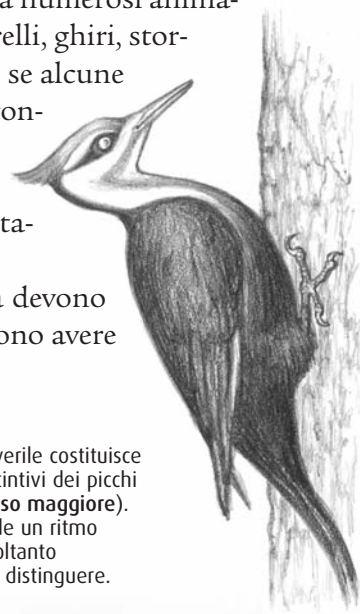 numerosi anima-
relli, ghiri, stor-
se alcune
on-
ta-
devono
ono avere
verile costituisce
intivi dei picchi
so maggiore).
le un ritmo
oltanto
distinguere.